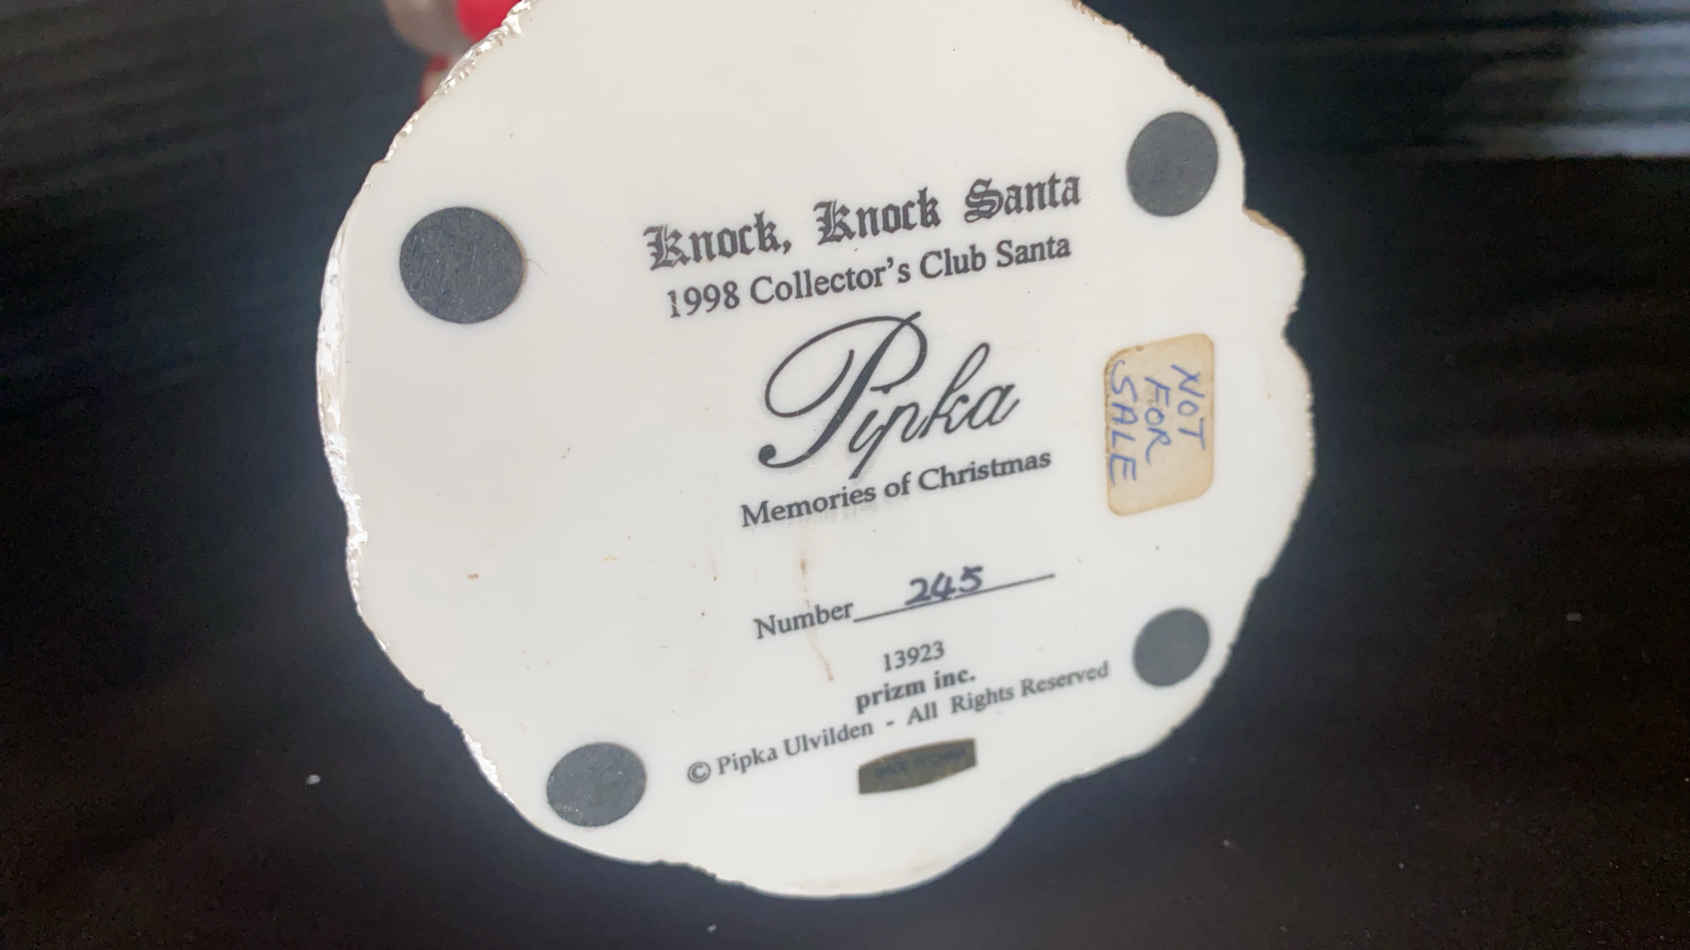 Knock, Knock Santa
1998 Collector's Club Santa
Pipka
Memories of Christmas
NOT
FOR
SALE
Number 245
13923
prizm inc.
© Pipka Ulvilden - All Rights Reserved